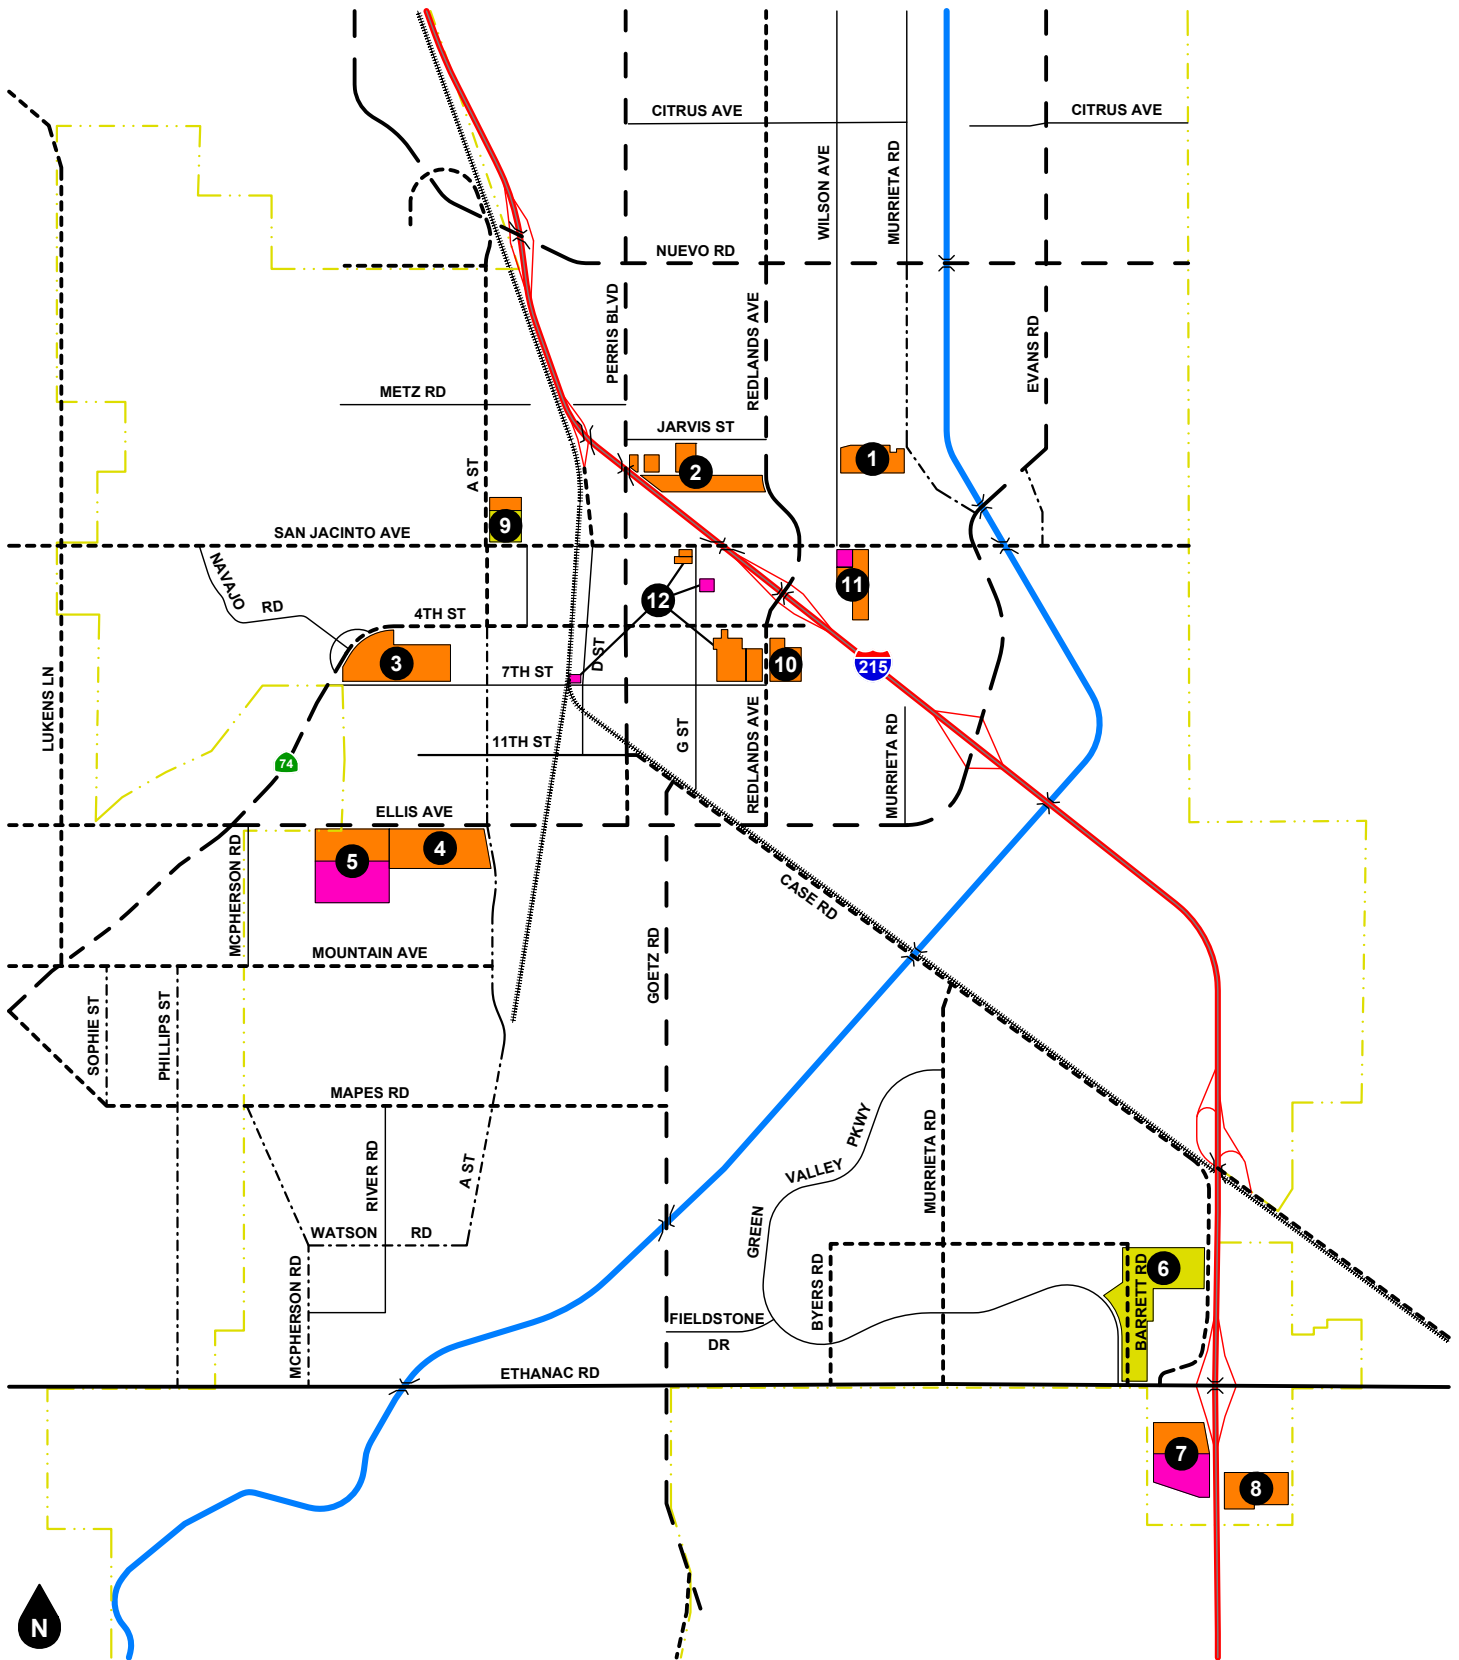 CITRUS AVE
CITRUS AVE
WILSON AVE
MURRIETA RD
NUEVO RD
PERRIS BLVD
REDLANDS AVE
EVANS RD
METZ RD
JARVIS ST
1
2
A ST
9
SAN JACINTO AVE
NAVAJO
RD
11
12
4TH ST
D ST
3
7TH ST
10
215
LUKENS LN
11TH ST
G ST
REDLANDS AVE
MURRIETA RD
74
ELLIS AVE
MCPHERSON RD
5
4
CASE RD
MOUNTAIN AVE
GOETZ RD
SOPHIE ST
PHILLIPS ST
MAPES RD
RIVER RD
A ST
VALLEY
PKWY
MURRIETA RD
GREEN
WATSON
RD
MCPHERSON RD
BYERS RD
BARRETT RD
6
FIELDSTONE
DR
ETHANAC RD
7
8
N